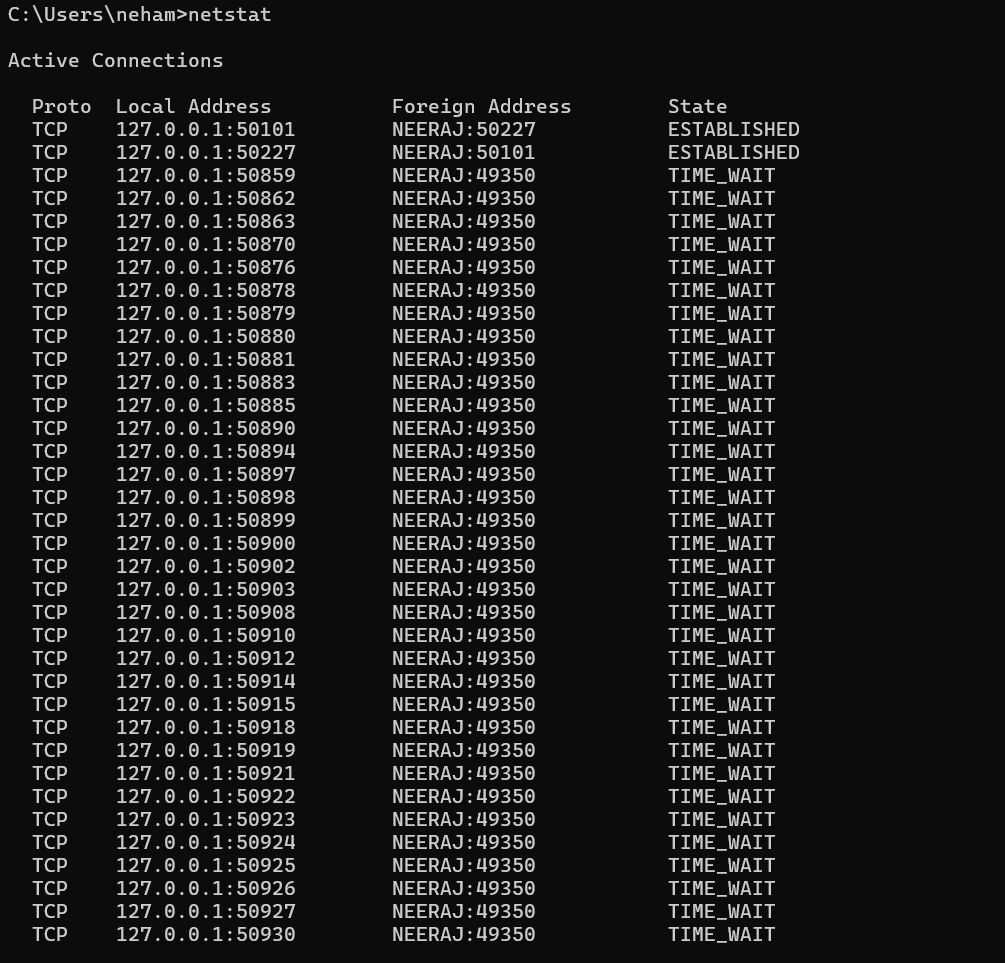 C:\Users\neham>netstat
Active Connections
Proto  Local Address          Foreign Address        State
TCP    127.0.0.1:50101        NEERAJ:50227           ESTABLISHED
TCP    127.0.0.1:50227        NEERAJ:50101           ESTABLISHED
TCP    127.0.0.1:50859        NEERAJ:49350           TIME_WAIT
TCP    127.0.0.1:50862        NEERAJ:49350           TIME_WAIT
TCP    127.0.0.1:50863        NEERAJ:49350           TIME_WAIT
TCP    127.0.0.1:50870        NEERAJ:49350           TIME_WAIT
TCP    127.0.0.1:50876        NEERAJ:49350           TIME_WAIT
TCP    127.0.0.1:50878        NEERAJ:49350           TIME_WAIT
TCP    127.0.0.1:50879        NEERAJ:49350           TIME_WAIT
TCP    127.0.0.1:50880        NEERAJ:49350           TIME_WAIT
TCP    127.0.0.1:50881        NEERAJ:49350           TIME_WAIT
TCP    127.0.0.1:50883        NEERAJ:49350           TIME_WAIT
TCP    127.0.0.1:50885        NEERAJ:49350           TIME_WAIT
TCP    127.0.0.1:50890        NEERAJ:49350           TIME_WAIT
TCP    127.0.0.1:50894        NEERAJ:49350           TIME_WAIT
TCP    127.0.0.1:50897        NEERAJ:49350           TIME_WAIT
TCP    127.0.0.1:50898        NEERAJ:49350           TIME_WAIT
TCP    127.0.0.1:50899        NEERAJ:49350           TIME_WAIT
TCP    127.0.0.1:50900        NEERAJ:49350           TIME_WAIT
TCP    127.0.0.1:50902        NEERAJ:49350           TIME_WAIT
TCP    127.0.0.1:50903        NEERAJ:49350           TIME_WAIT
TCP    127.0.0.1:50908        NEERAJ:49350           TIME_WAIT
TCP    127.0.0.1:50910        NEERAJ:49350           TIME_WAIT
TCP    127.0.0.1:50912        NEERAJ:49350           TIME_WAIT
TCP    127.0.0.1:50914        NEERAJ:49350           TIME_WAIT
TCP    127.0.0.1:50915        NEERAJ:49350           TIME_WAIT
TCP    127.0.0.1:50918        NEERAJ:49350           TIME_WAIT
TCP    127.0.0.1:50919        NEERAJ:49350           TIME_WAIT
TCP    127.0.0.1:50921        NEERAJ:49350           TIME_WAIT
TCP    127.0.0.1:50922        NEERAJ:49350           TIME_WAIT
TCP    127.0.0.1:50923        NEERAJ:49350           TIME_WAIT
TCP    127.0.0.1:50924        NEERAJ:49350           TIME_WAIT
TCP    127.0.0.1:50925        NEERAJ:49350           TIME_WAIT
TCP    127.0.0.1:50926        NEERAJ:49350           TIME_WAIT
TCP    127.0.0.1:50927        NEERAJ:49350           TIME_WAIT
TCP    127.0.0.1:50930        NEERAJ:49350           TIME_WAIT